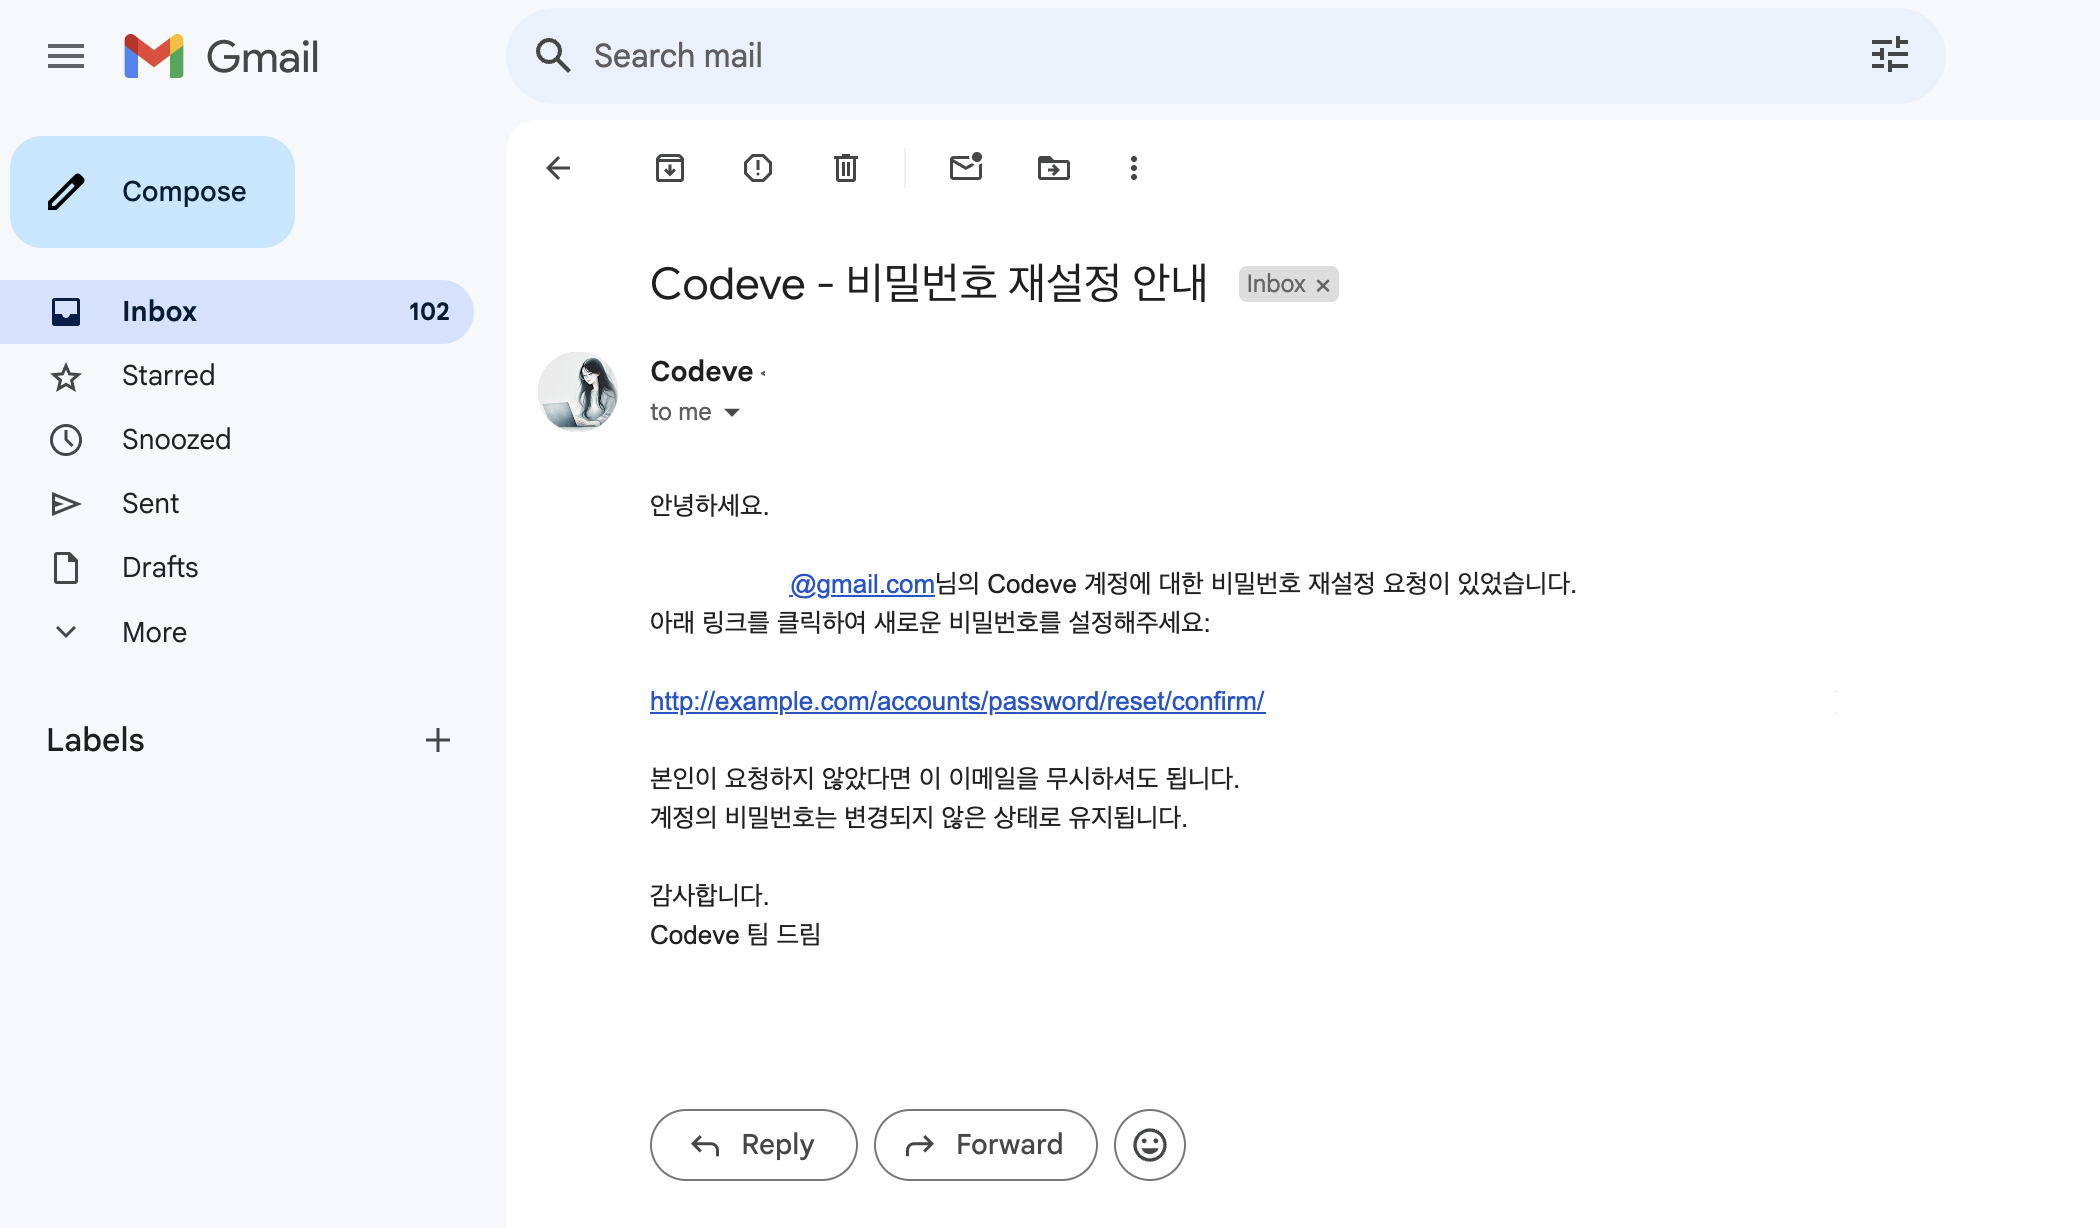 Gmail
Search mail
Compose
Inbox 102
Starred
Snoozed
Sent
Drafts
More
Labels
Codeve - 비밀번호 재설정 안내 Inbox ×
Codeve
to me
안녕하세요.
@gmail.com님의 Codeve 계정에 대한 비밀번호 재설정 요청이 있었습니다.
아래 링크를 클릭하여 새로운 비밀번호를 설정해주세요:
http://example.com/accounts/password/reset/confirm/
본인이 요청하지 않았다면 이 이메일을 무시하셔도 됩니다.
계정의 비밀번호는 변경되지 않은 상태로 유지됩니다.
감사합니다.
Codeve 팀 드림
Reply
Forward